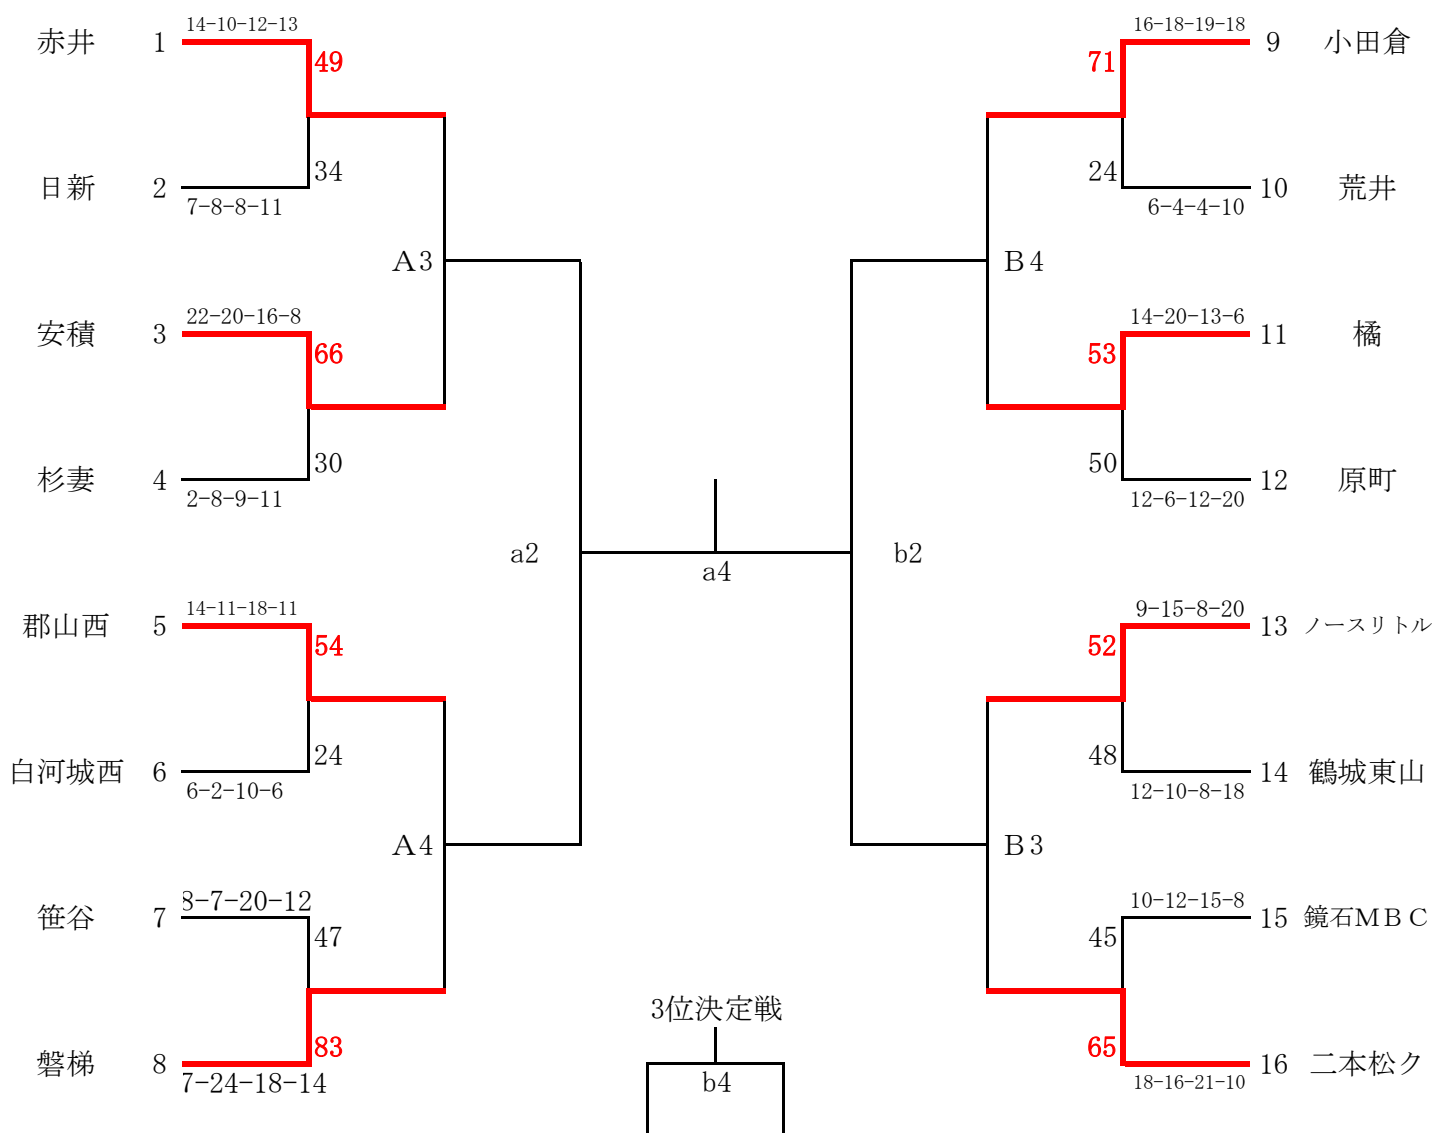 赤井 1 14-10-12-13
49
34
日新 2 7-8-8-11
A3
安積 3 22-20-16-8
66
30
杉妻 4 2-8-9-11
a2
郡山西 5 14-11-18-11
54
24
白河城西 6 6-2-10-6
A4
笹谷 7 8-7-20-12
47
83
磐梯 8 7-24-18-14
a4
3位決定戦
b4
16-18-19-18 9 小田倉
71
24
6-4-4-10 10 荒井
B4
14-20-13-6 11 橘
53
50
12-6-12-20 12 原町
b2
9-15-8-20 13 ノースリトル
52
48
12-10-8-18 14 鶴城東山
B3
10-12-15-8 15 鏡石MBC
45
65
18-16-21-10 16 二本松ク